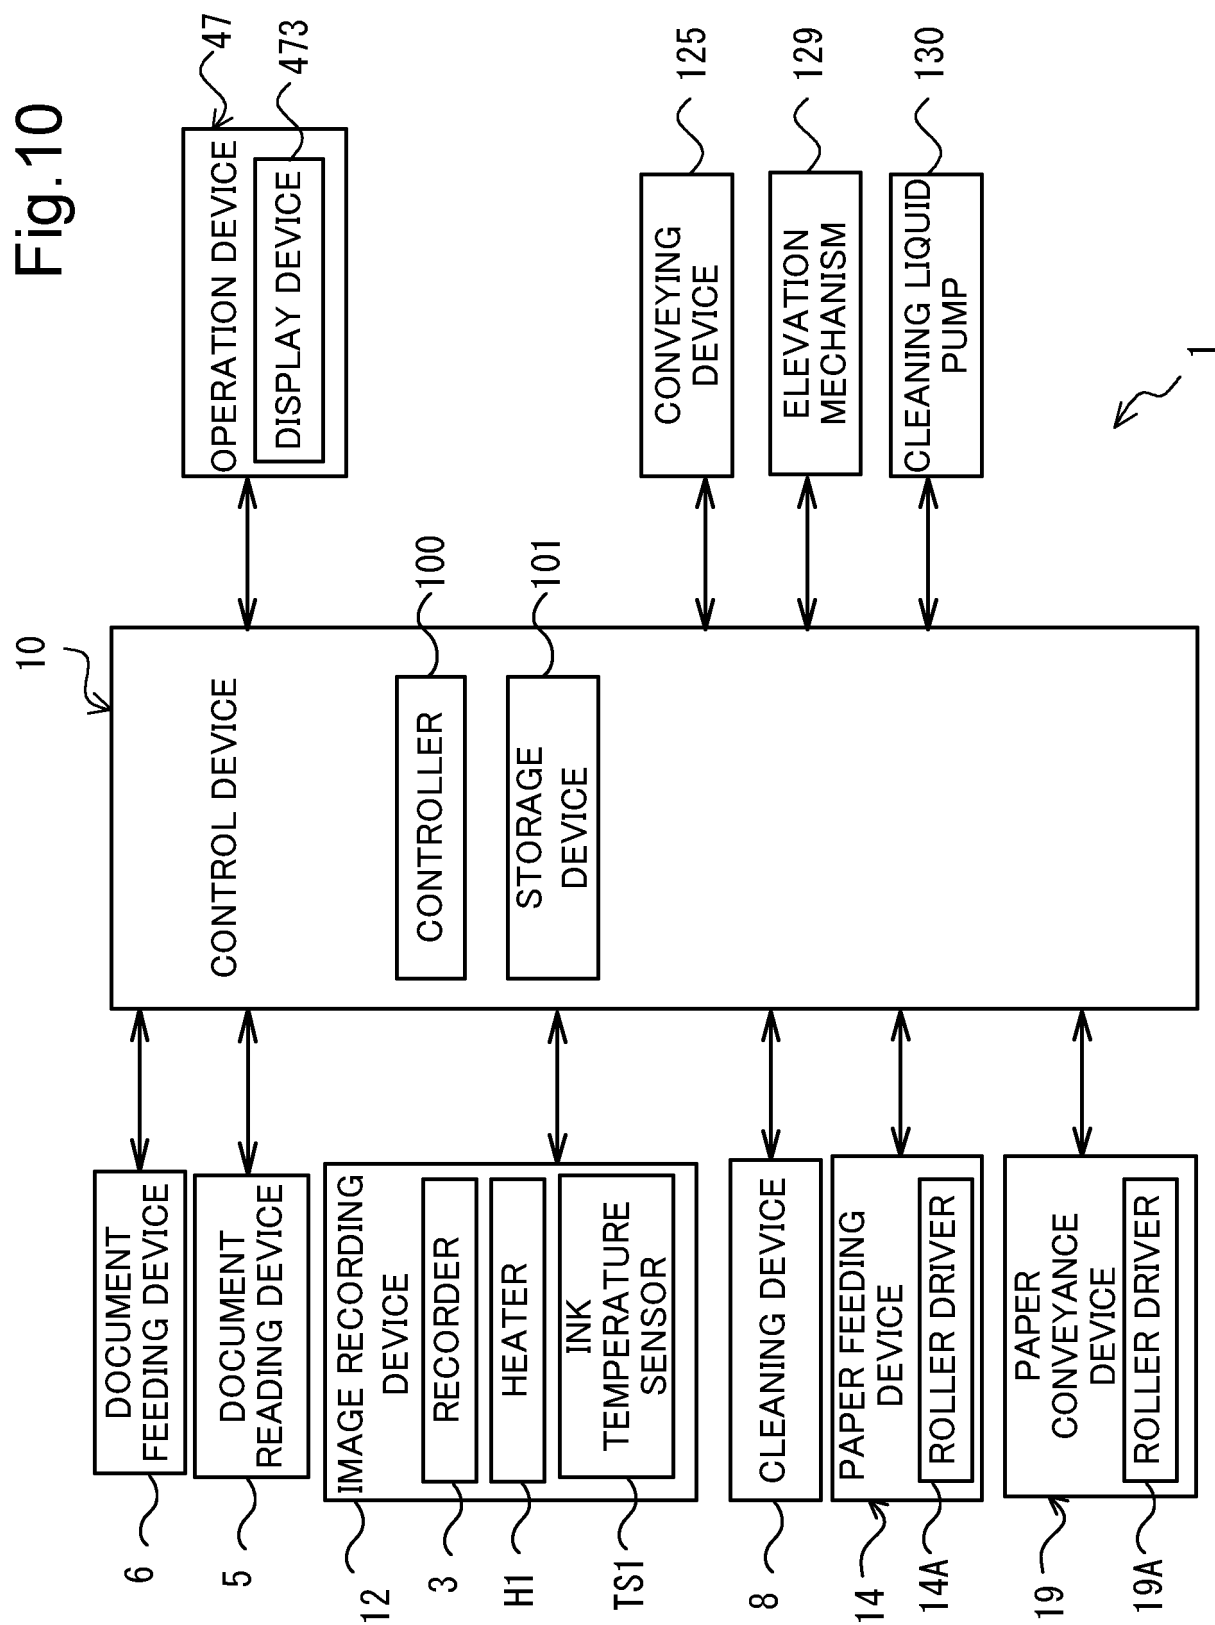 Fig.10
6
DOCUMENT
FEEDING DEVICE
5
DOCUMENT
READING DEVICE
12
IMAGE RECORDING
DEVICE
3
RECORDER
H1
HEATER
TS1
INK
TEMPERATURE
SENSOR
8
CLEANING DEVICE
14
PAPER FEEDING
DEVICE
14A
ROLLER DRIVER
19
PAPER
CONVEYANCE
DEVICE
19A
ROLLER DRIVER
10
CONTROL DEVICE
CONTROLLER
100
STORAGE
DEVICE
101
OPERATION DEVICE
47
DISPLAY DEVICE
473
CONVEYING
DEVICE
125
ELEVATION
MECHANISM
129
CLEANING LIQUID
PUMP
130
1